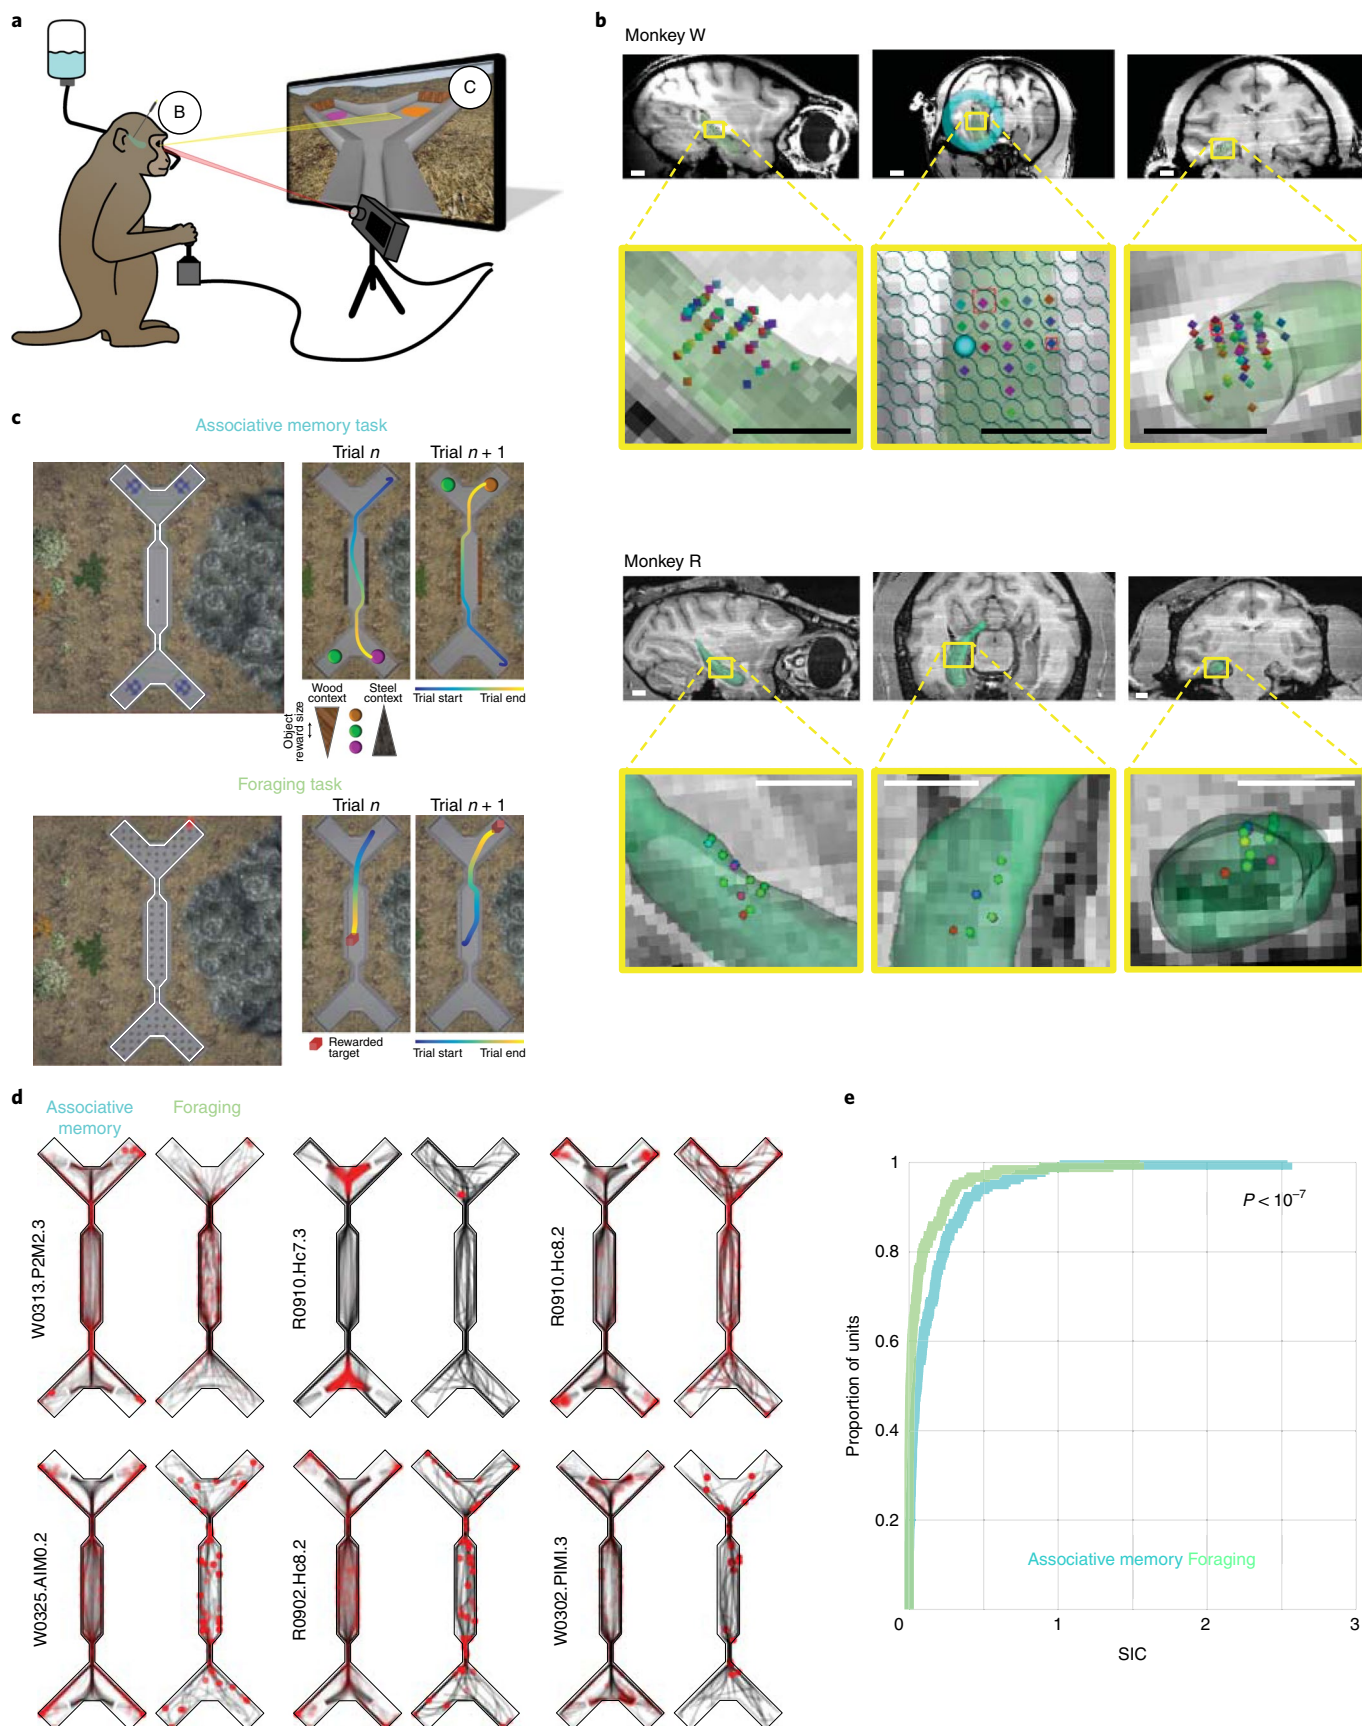 a
B
C
b
Monkey W
Monkey R
c
Associative memory task
Trial n
Trial n + 1
Wood context
Steel context
Object reward size
Trial start
Trial end
Foraging task
Trial n
Trial n + 1
Rewarded target
Trial start
Trial end
d
Associative memory
Foraging
W0313.P2M2.3
R0910.Hc7.3
R0910.Hc8.2
W0325.AIM0.2
R0902.Hc8.2
W0302.PIMI.3
e
1
0.8
0.6
0.4
0.2
0
1
2
3
P < 10⁻⁷
Proportion of units
Associative memory Foraging
SIC